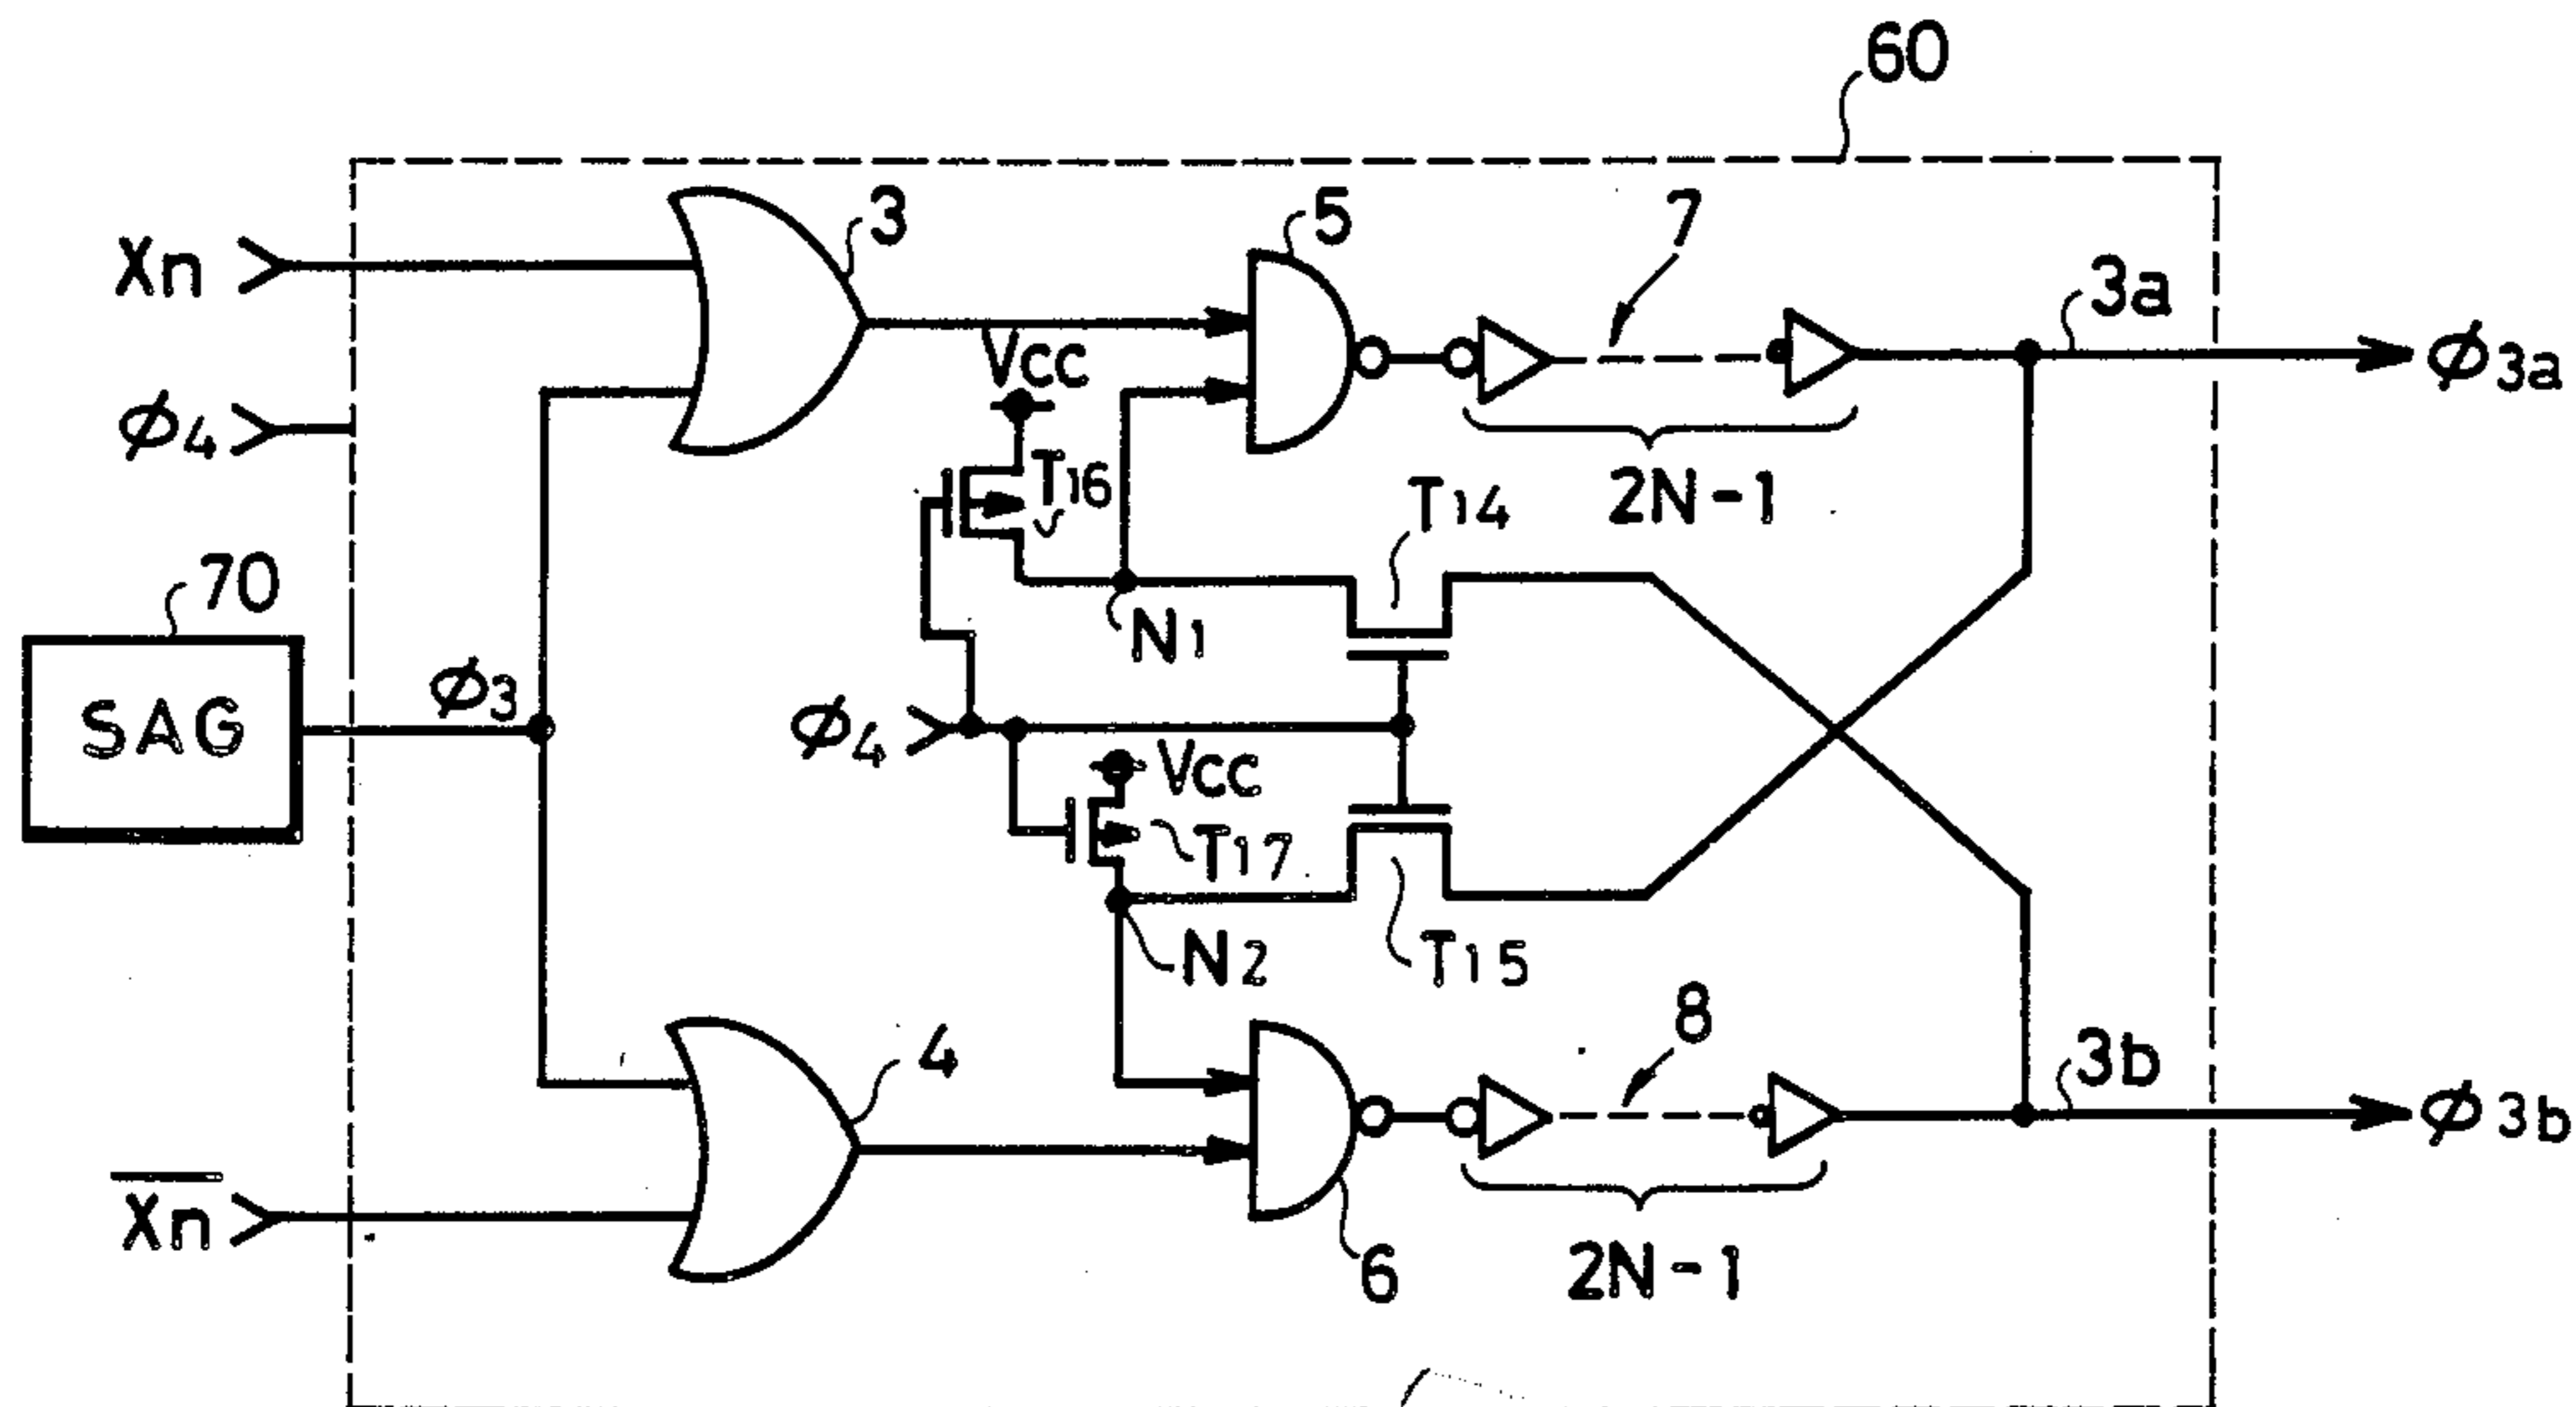 60
3
5
7
Xn
3a
Vcc
ϕ3a
ϕ4
T16
T14
2N-1
70
N1
SAG
ϕ3
ϕ4
Vcc
T17
N2
T15
8
4
3b
ϕ3b
X̅n̅
6
2N-1